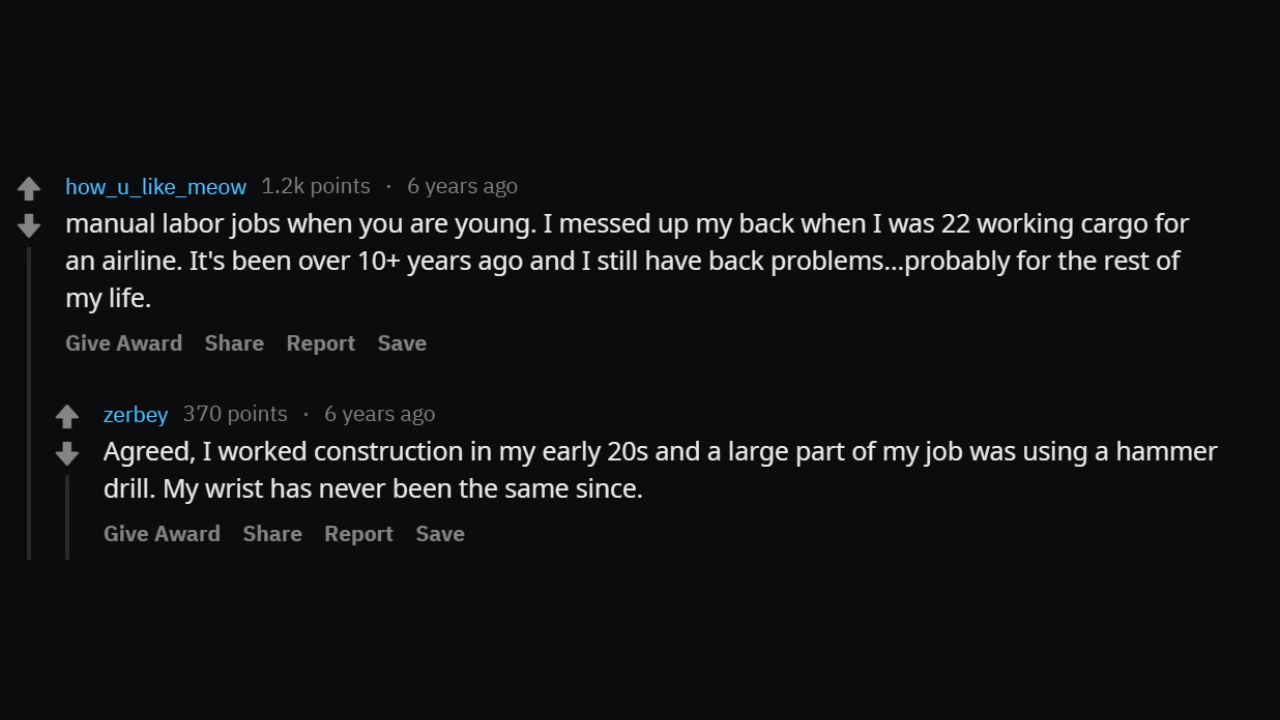 how_u_like_meow 1.2k points · 6 years ago
manual labor jobs when you are young. I messed up my back when I was 22 working cargo for
an airline. It's been over 10+ years ago and I still have back problems...probably for the rest of
my life.
Give Award Share Report Save
zerbey 370 points · 6 years ago
Agreed, I worked construction in my early 20s and a large part of my job was using a hammer
drill. My wrist has never been the same since.
Give Award Share Report Save